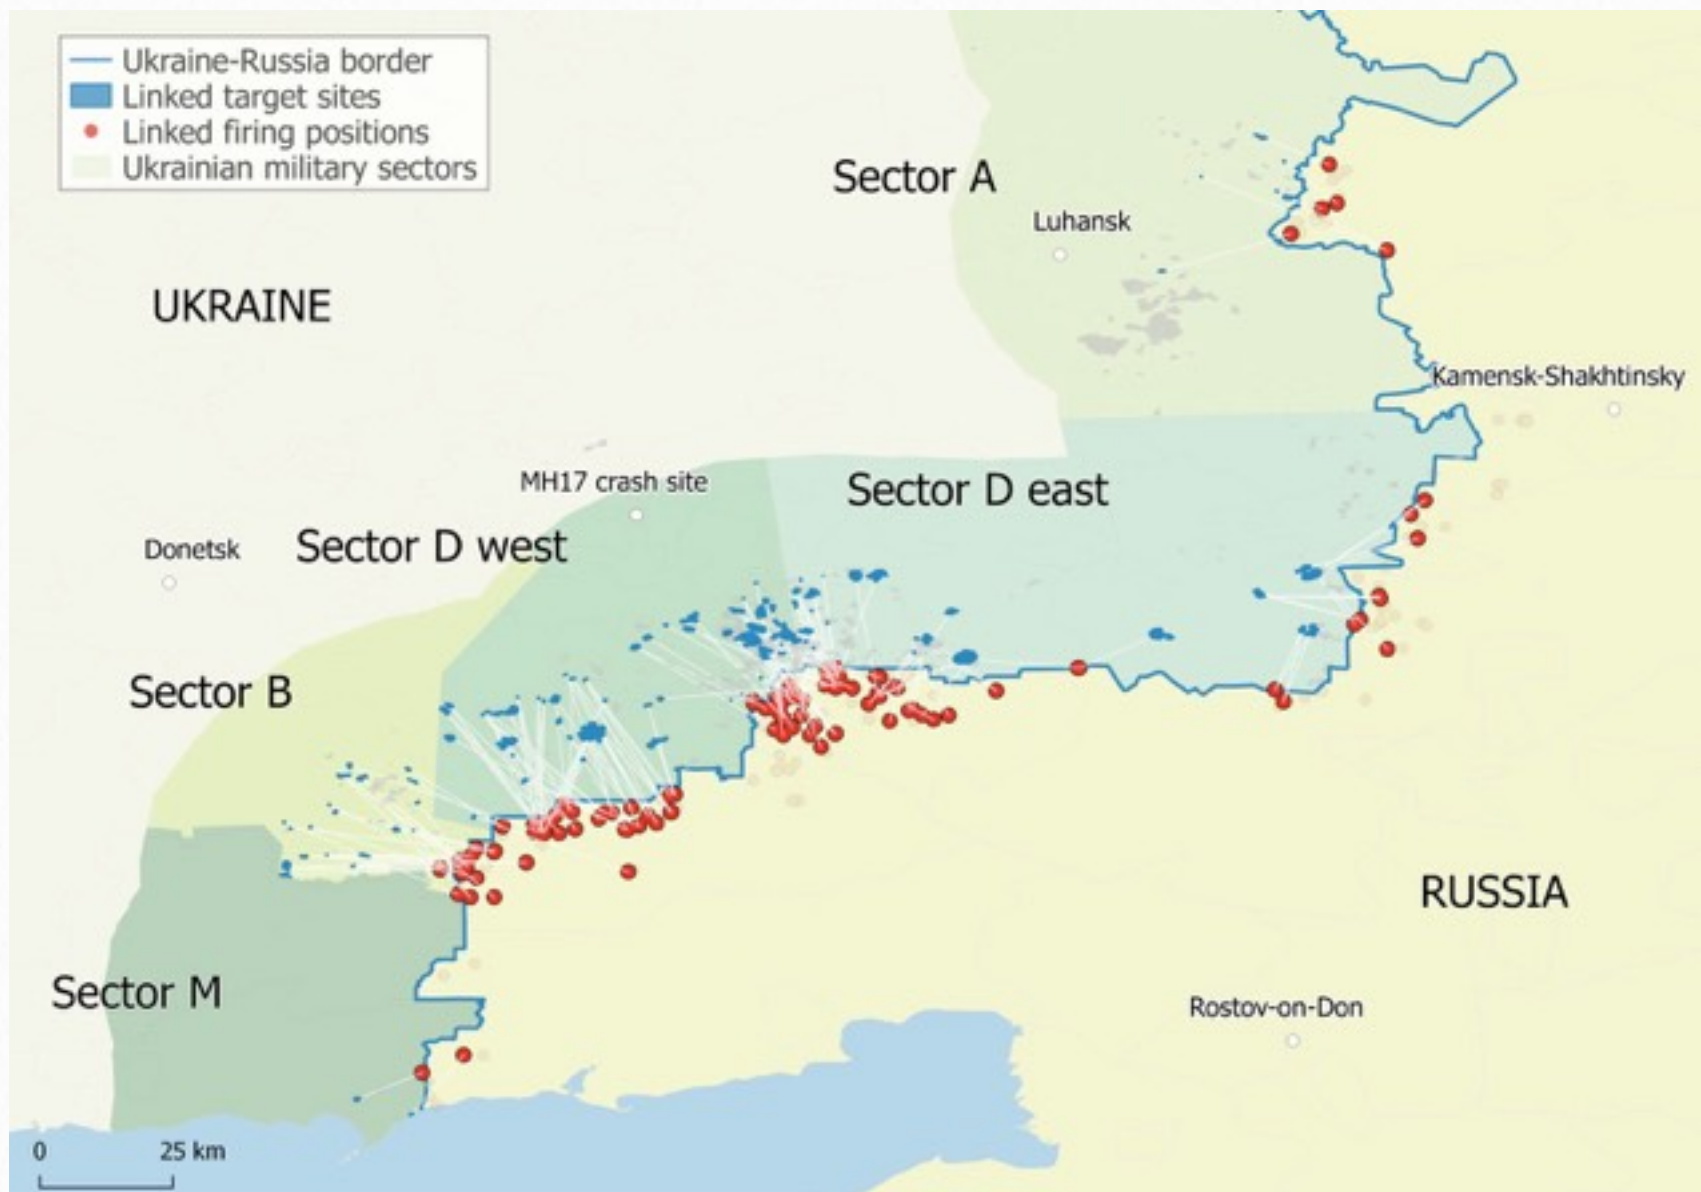 Ukraine-Russia border
Linked target sites
Linked firing positions
Ukrainian military sectors
Sector A
Luhansk
UKRAINE
Kamensk-Shakhtinsky
MH17 crash site
Sector D east
Donetsk
Sector D west
Sector B
RUSSIA
Sector M
Rostov-on-Don
0 25 km